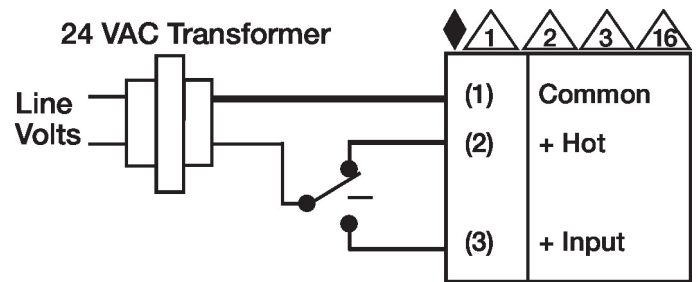 24 VAC Transformer
1 2 3 16
Line
Volts
(1) Common
(2) + Hot
(3) + Input